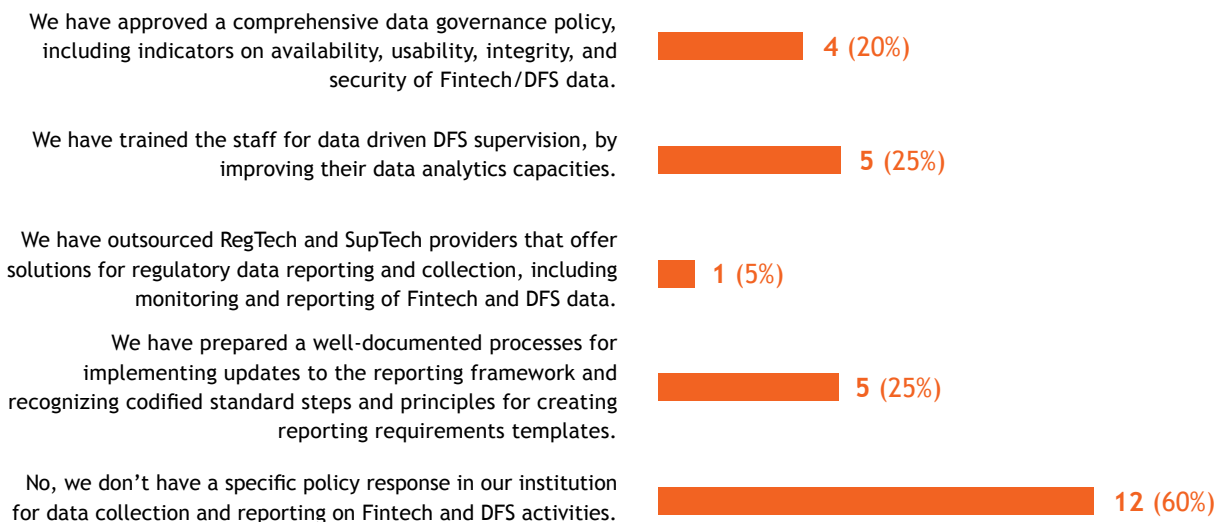 We have approved a comprehensive data governance policy,
including indicators on availability, usability, integrity, and
security of Fintech/DFS data.
4 (20%)
We have trained the staff for data driven DFS supervision, by
improving their data analytics capacities.
5 (25%)
We have outsourced RegTech and SupTech providers that offer
solutions for regulatory data reporting and collection, including
monitoring and reporting of Fintech and DFS data.
1 (5%)
We have prepared a well-documented processes for
implementing updates to the reporting framework and
recognizing codified standard steps and principles for creating
reporting requirements templates.
5 (25%)
No, we don’t have a specific policy response in our institution
for data collection and reporting on Fintech and DFS activities.
12 (60%)